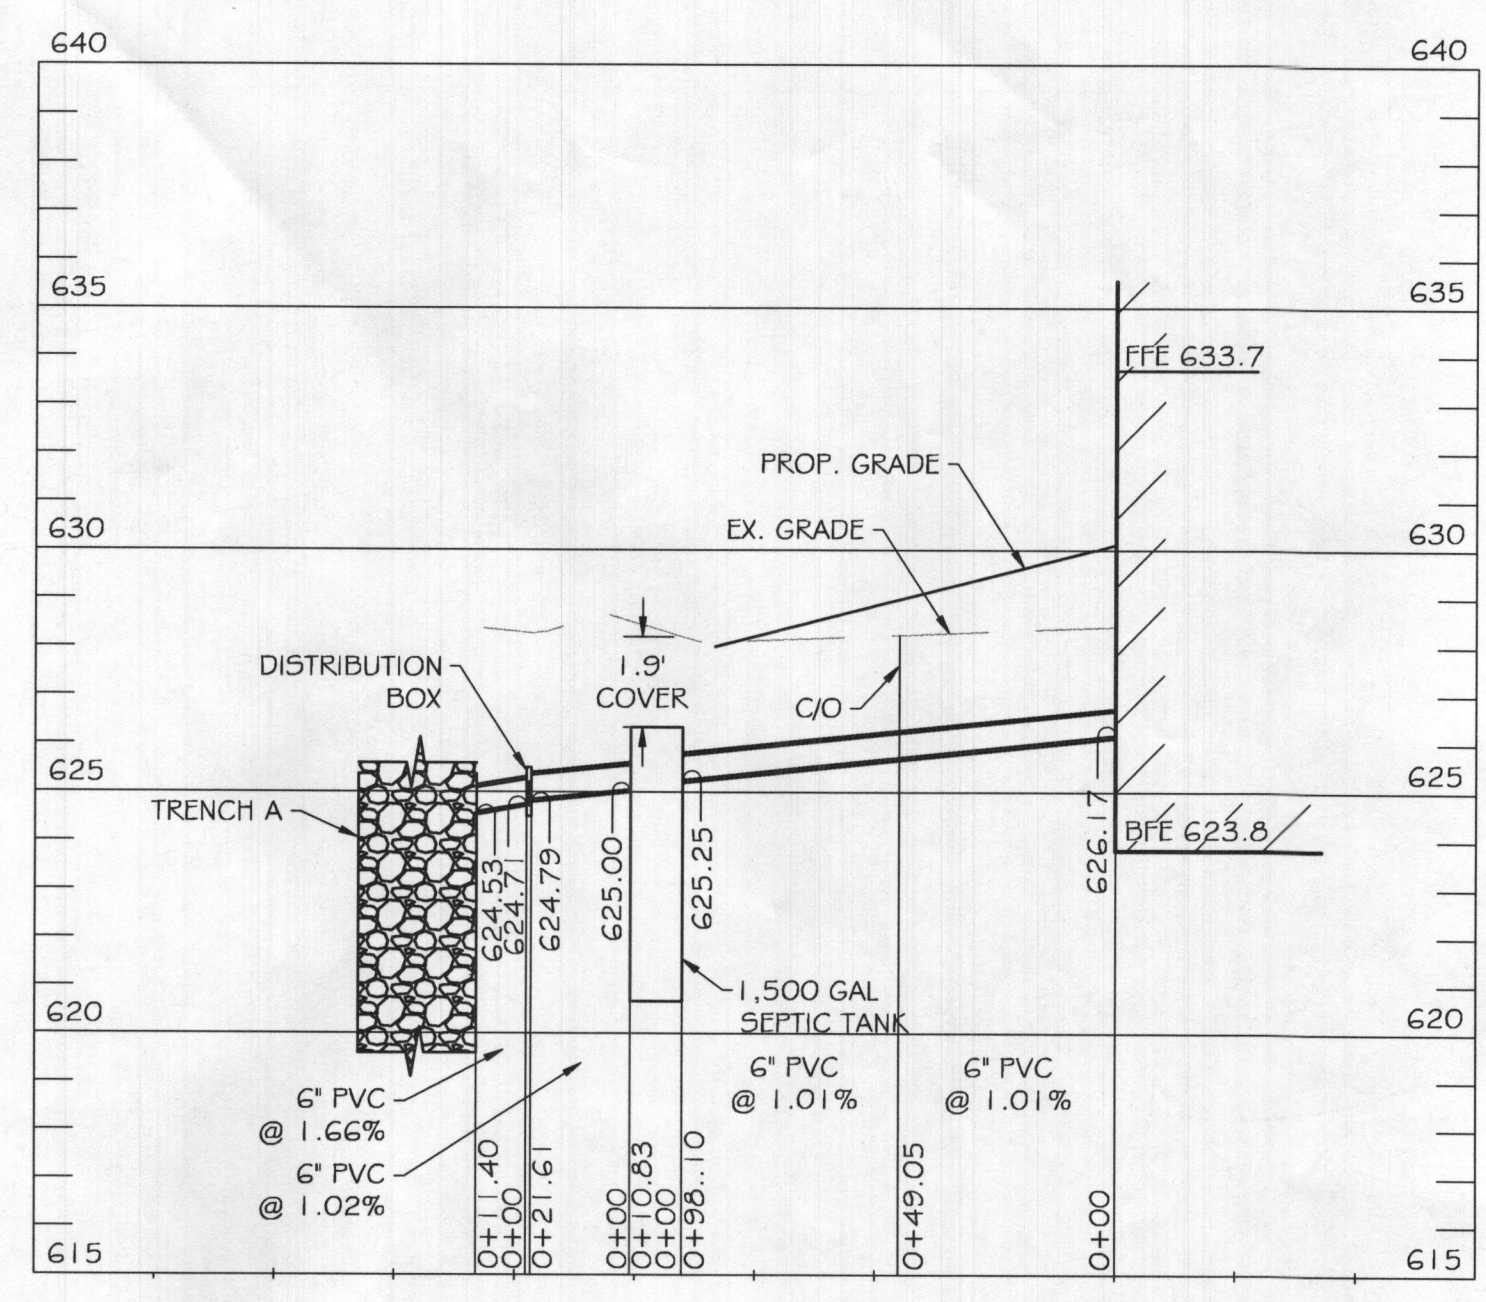 640
640
635
635
FFE 633.7
PROP. GRADE
EX. GRADE
630
630
DISTRIBUTION
BOX
1.9'
COVER
C/O
625
625
TRENCH A
BFE 623.8
624.53
624.71
624.79
625.00
625.25
626.17
1,500 GAL
SEPTIC TANK
620
620
6" PVC
@ 1.01%
6" PVC
@ 1.01%
6" PVC
@ 1.66%
6" PVC
@ 1.02%
0+11.40
0+00
0+21.61
0+00
0+10.83
0+00
0+98.10
0+49.05
0+00
615
615